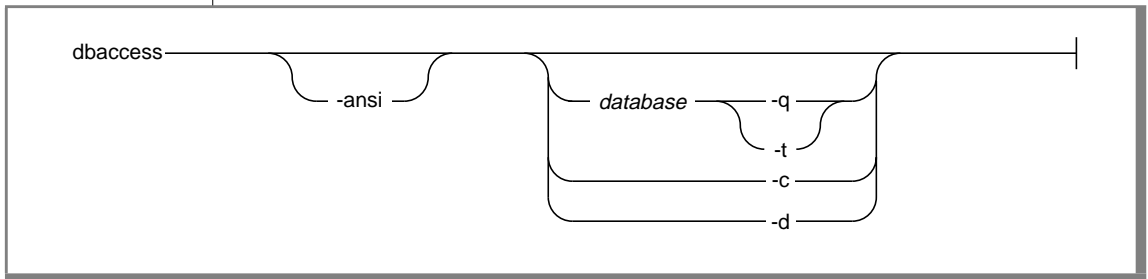 dbaccess
-ansi
database -q
-t
-c
-d